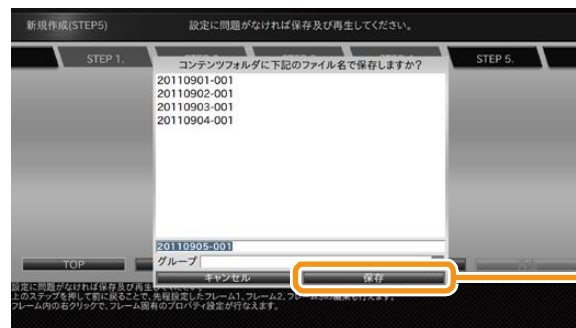 新規作成(STEP5)
設定に問題がなければ保存及び再生してください。
STEP 1.
STEP 5.
コンテンツフォルダに下記のファイル名で保存しますか?
20110901-001
20110902-001
20110903-001
20110904-001
20110905-001
グループ
TOP
キャンセル
保存
設定に問題がなければ保存及び再生
上のステップを押して前に戻ることで、先程設定したフレーム1、フレーム2、フレーム3の編集も行えます。
フレーム内の右クリックで、フレーム固有のプロパティ設定が行なえます。